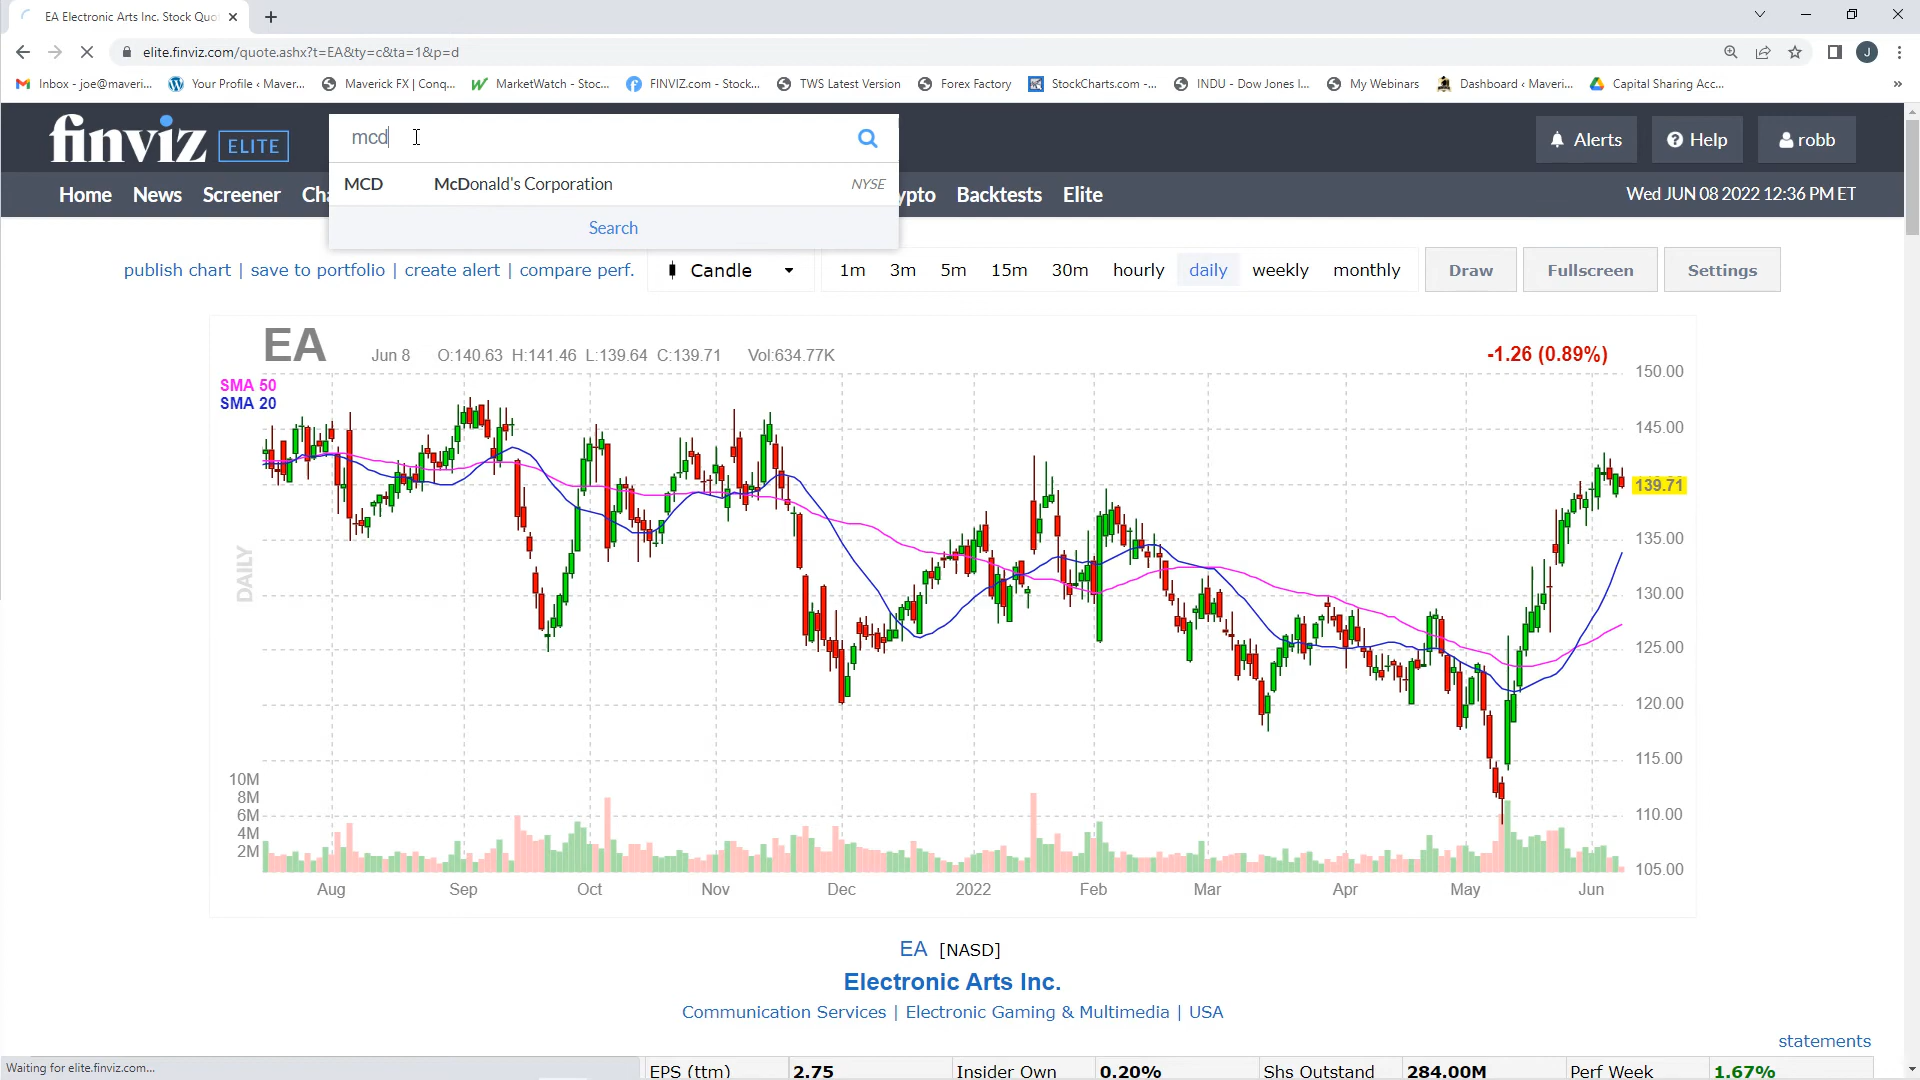 EA Electronic Arts Inc. Stock Quo
elite.finviz.com/quote.ashx?t=EA&ty=c&ta=1&p=d
J
Inbox - joe@maveri...
Your Profile ‹ Maver...
Maverick FX | Conq...
MarketWatch - Stoc...
FINVIZ.com - Stock...
TWS Latest Version
Forex Factory
StockCharts.com -...
INDU - Dow Jones I...
My Webinars
Dashboard ‹ Maveri...
Capital Sharing Acc...
»
finviz ELITE
mcd
Alerts
Help
robb
MCD McDonald's Corporation NYSE
Search
Home News Screener Cha ypto Backtests Elite
Wed JUN 08 2022 12:36 PM ET
publish chart | save to portfolio | create alert | compare perf.
Candle
1m 3m 5m 15m 30m hourly daily weekly monthly
Draw Fullscreen Settings
EA Jun 8 O:140.63 H:141.46 L:139.64 C:139.71 Vol:634.77K
-1.26 (0.89%)
SMA 50
SMA 20
DAILY
150.00
145.00
139.71
135.00
130.00
125.00
120.00
115.00
110.00
105.00
10M
8M
6M
4M
2M
Aug Sep Oct Nov Dec 2022 Feb Mar Apr May Jun
EA [NASD]
Electronic Arts Inc.
Communication Services | Electronic Gaming & Multimedia | USA
statements
Waiting for elite.finviz.com...
EPS (ttm) 2.75 Insider Own 0.20% Shs Outstand 284.00M Perf Week 1.67%